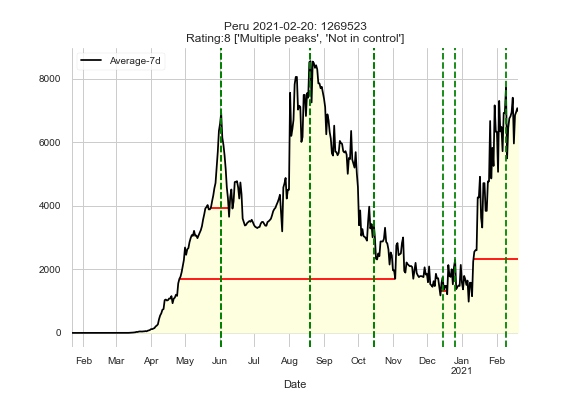 Peru 2021-02-20: 1269523
Rating:8 ['Multiple peaks', 'Not in control']
Average-7d
8000
6000
4000
2000
0
Feb Mar Apr May Jun Jul Aug Sep Oct Nov Dec Jan Feb
2021
Date